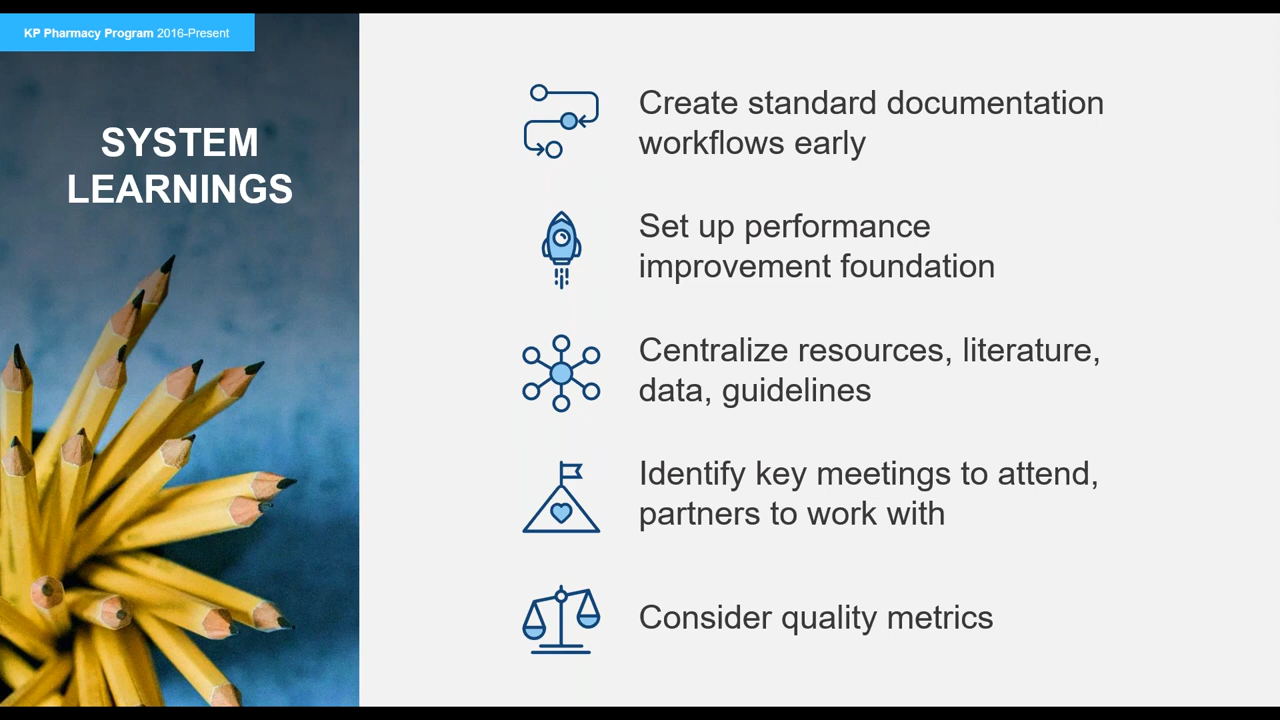 KP Pharmacy Program 2016-Present
SYSTEM
LEARNINGS
Create standard documentation
workflows early
Set up performance
improvement foundation
Centralize resources, literature,
data, guidelines
Identify key meetings to attend,
partners to work with
Consider quality metrics